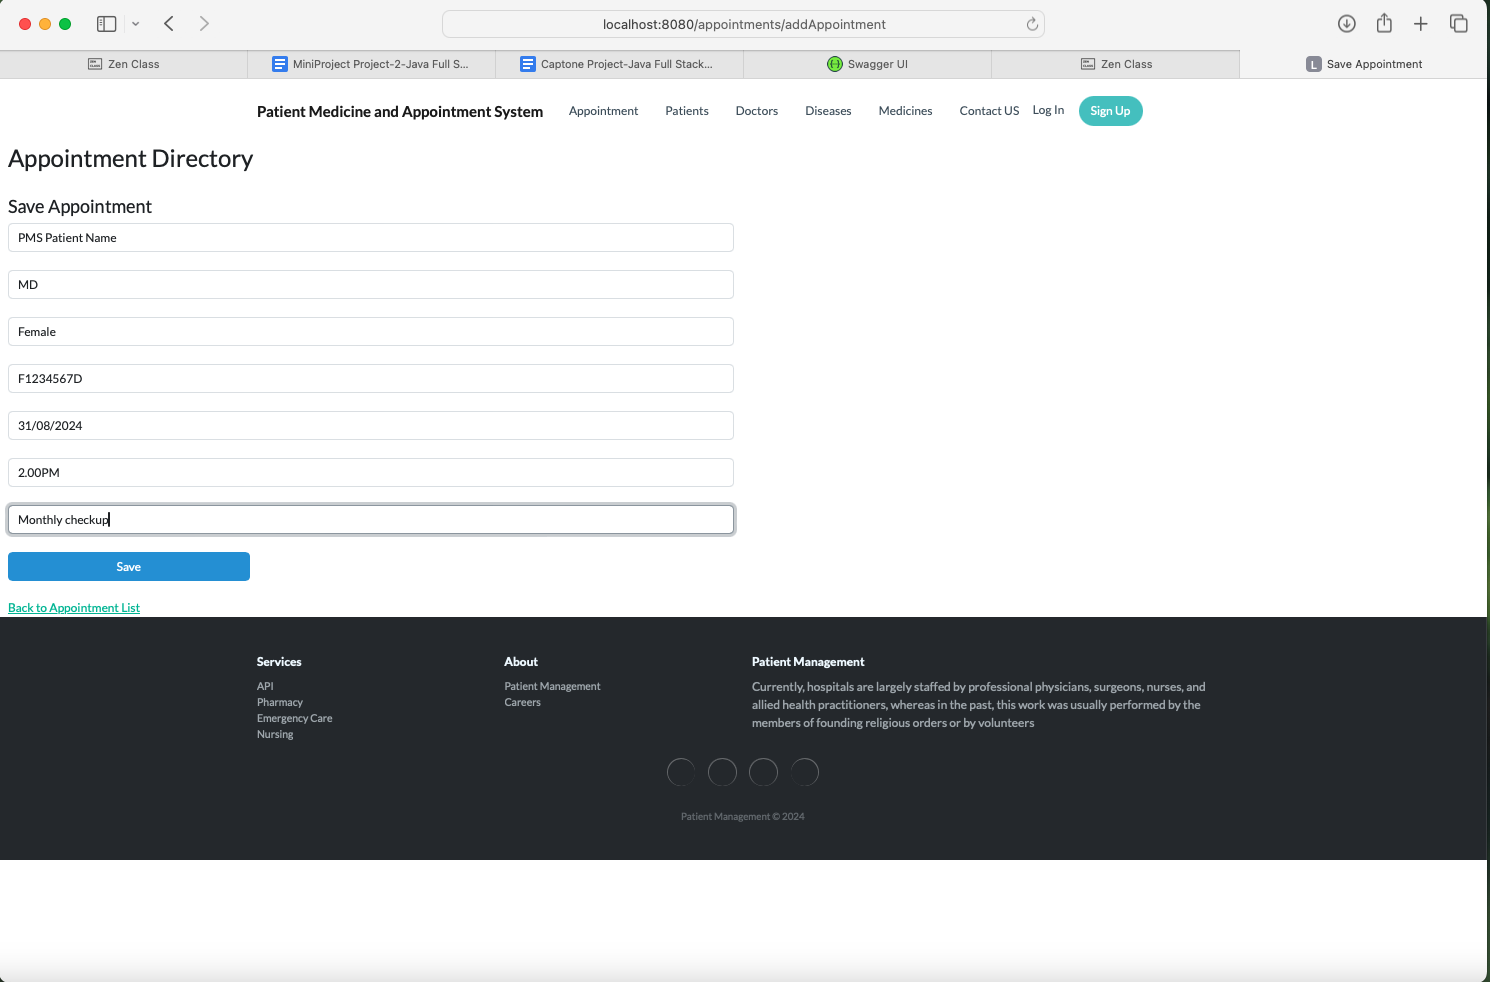 localhost:8080/appointments/addAppointment
Zen Class
MiniProject Project-2-Java Full S...
Captone Project-Java Full Stack...
Swagger UI
Zen Class
L Save Appointment
Patient Medicine and Appointment System
Appointment
Patients
Doctors
Diseases
Medicines
Contact US
Log In
Sign Up
Appointment Directory
Save Appointment
PMS Patient Name
MD
Female
F1234567D
31/08/2024
2.00PM
Monthly checkup
Save
Back to Appointment List
Services
API
Pharmacy
Emergency Care
Nursing
About
Patient Management
Careers
Patient Management
Currently, hospitals are largely staffed by professional physicians, surgeons, nurses, and
allied health practitioners, whereas in the past, this work was usually performed by the
members of founding religious orders or by volunteers
Patient Management © 2024